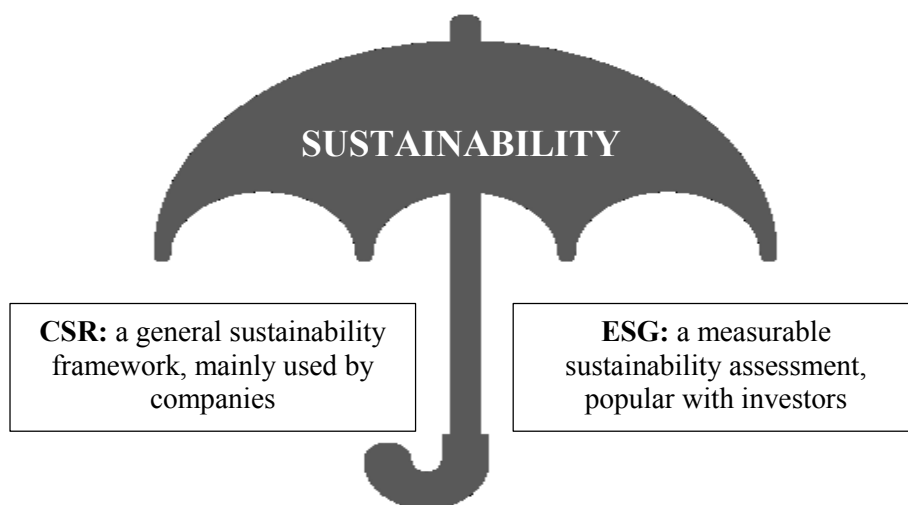 SUSTAINABILITY
CSR: a general sustainability
framework, mainly used by
companies
ESG: a measurable
sustainability assessment,
popular with investors